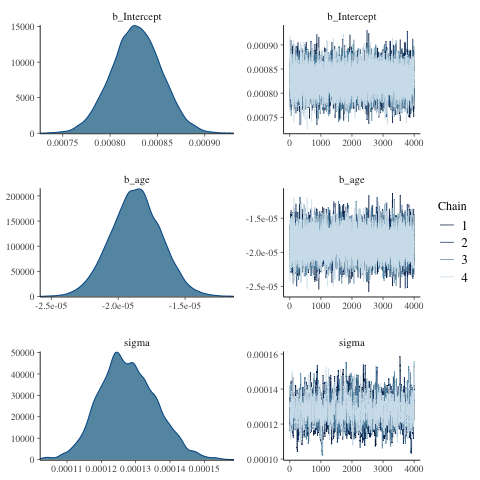 b_Intercept
15000
10000
5000
0
0.00075 0.00080 0.00085 0.00090
b_Intercept
0.00090
0.00085
0.00080
0.00075
0 1000 2000 3000 4000
b_age
200000
150000
100000
50000
0
-2.5e-05 -2.0e-05 -1.5e-05
b_age
-1.5e-05
-2.0e-05
-2.5e-05
0 1000 2000 3000 4000
Chain
1
2
3
4
sigma
50000
40000
30000
20000
10000
0
0.00011 0.00012 0.00013 0.00014 0.00015
sigma
0.00016
0.00014
0.00012
0.00010
0 1000 2000 3000 4000